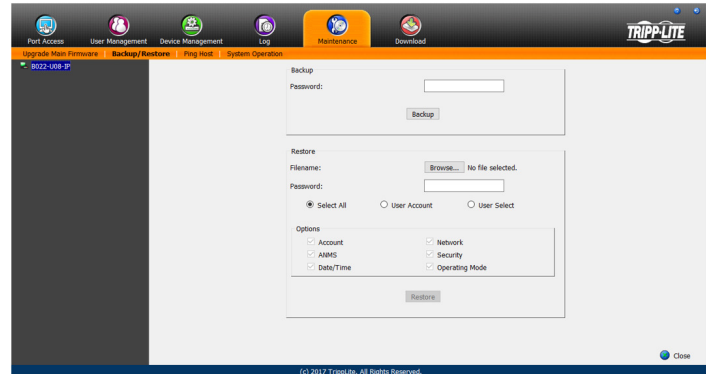 Port Access User Management Device Management Log Maintenance Download TRIPP·LITE
Upgrade Main Firmware | Backup/Restore | Ping Host | System Operation
B022-U08-IP
Backup
Password:
Backup
Restore
Filename: Browse... No file selected.
Password:
Select All User Account User Select
Options
Account Network
ANMS Security
Date/Time Operating Mode
Restore
Close
(c) 2017 TrippLite. All Rights Reserved.